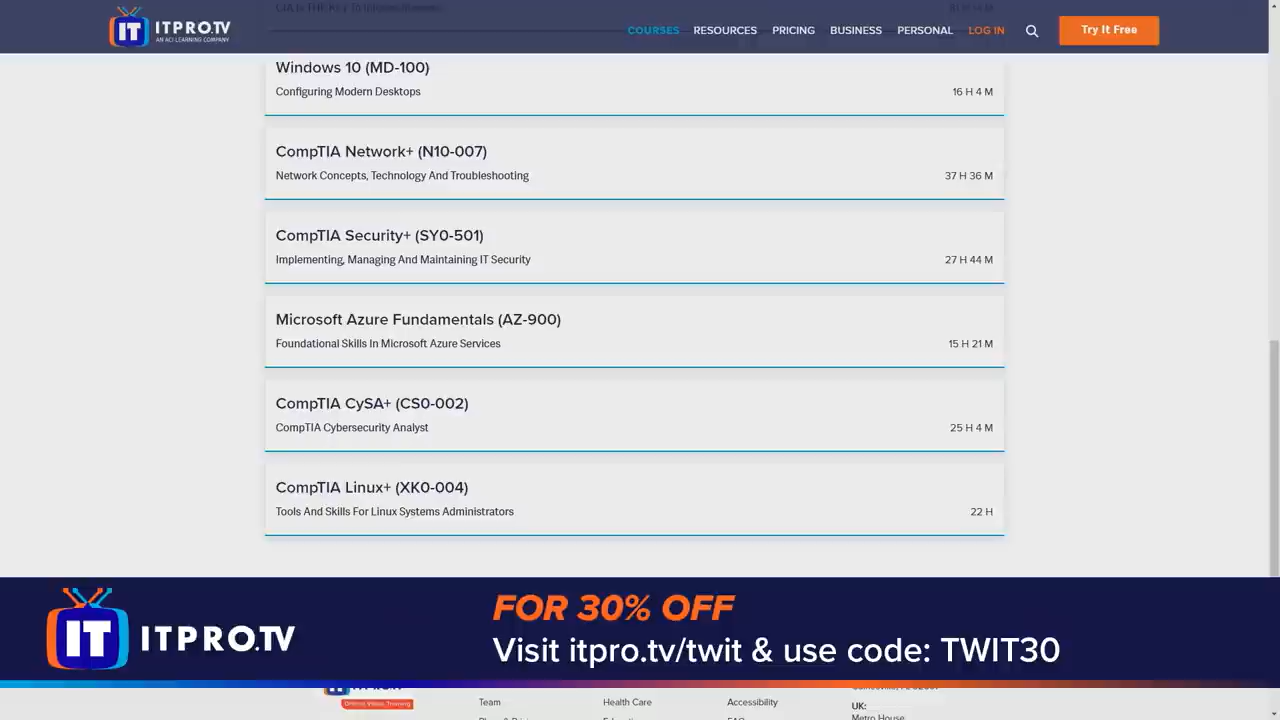 IT ITPRO.TV
AN ACI LEARNING COMPANY
COURSES RESOURCES PRICING BUSINESS PERSONAL LOG IN Try It Free
Windows 10 (MD-100)
Configuring Modern Desktops 16 H 4 M
CompTIA Network+ (N10-007)
Network Concepts, Technology And Troubleshooting 37 H 36 M
CompTIA Security+ (SY0-501)
Implementing, Managing And Maintaining IT Security 27 H 44 M
Microsoft Azure Fundamentals (AZ-900)
Foundational Skills In Microsoft Azure Services 15 H 21 M
CompTIA CySA+ (CS0-002)
CompTIA Cybersecurity Analyst 25 H 4 M
CompTIA Linux+ (XK0-004)
Tools And Skills For Linux Systems Administrators 22 H
IT ITPRO.TV
FOR 30% OFF
Visit itpro.tv/twit & use code: TWIT30
Online Video Training
Team Health Care Accessibility
UK:
Metro House